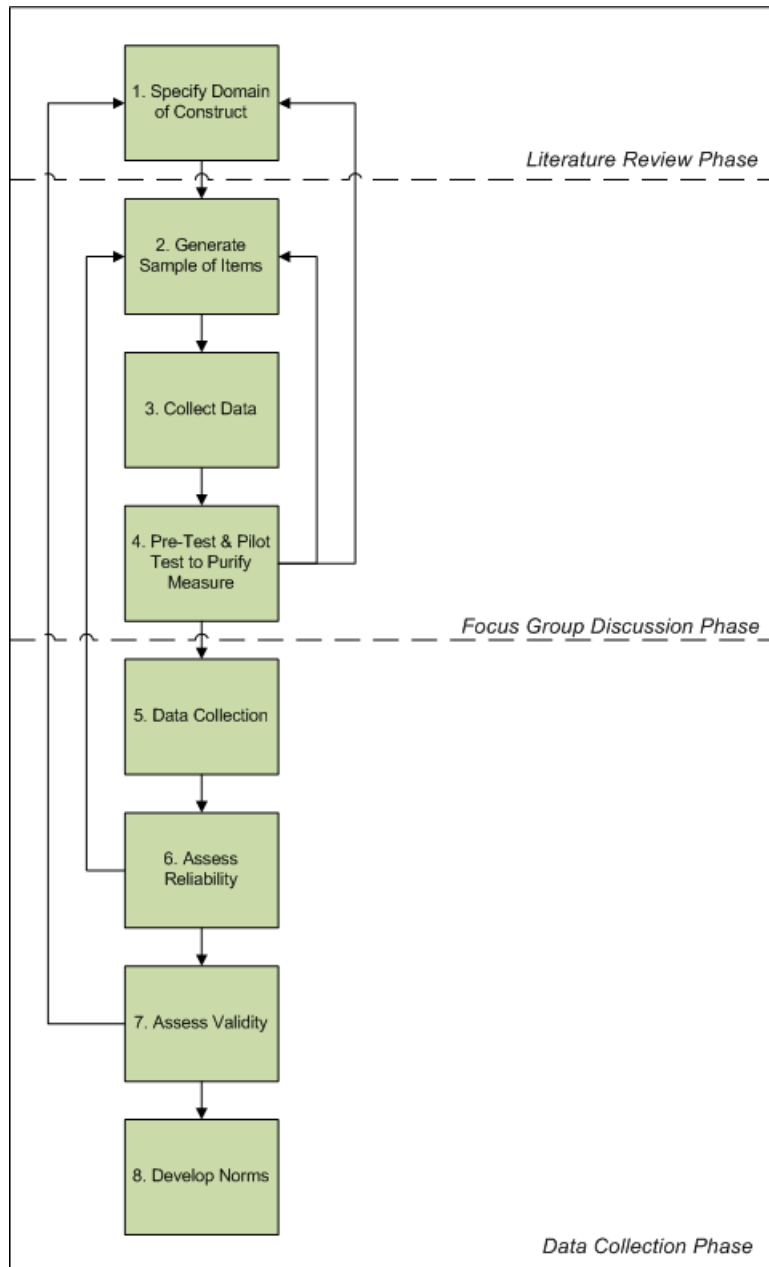 1. Specify Domain
of Construct
Literature Review Phase
2. Generate
Sample of Items
3. Collect Data
4. Pre-Test & Pilot
Test to Purify
Measure
Focus Group Discussion Phase
5. Data Collection
6. Assess
Reliability
7. Assess Validity
8. Develop Norms
Data Collection Phase